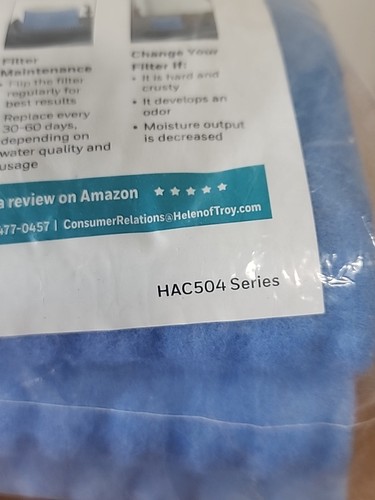 Filter
Maintenance
• Flip the filter
regularly for
best results
Replace every
30-60 days,
depending on
water quality and
usage
Change Your
Filter If:
• It is hard and
crusty
• It develops an
odor
• Moisture output
is decreased
a review on Amazon
477-0457 | ConsumerRelations@HelenofTroy.com
HAC504 Series